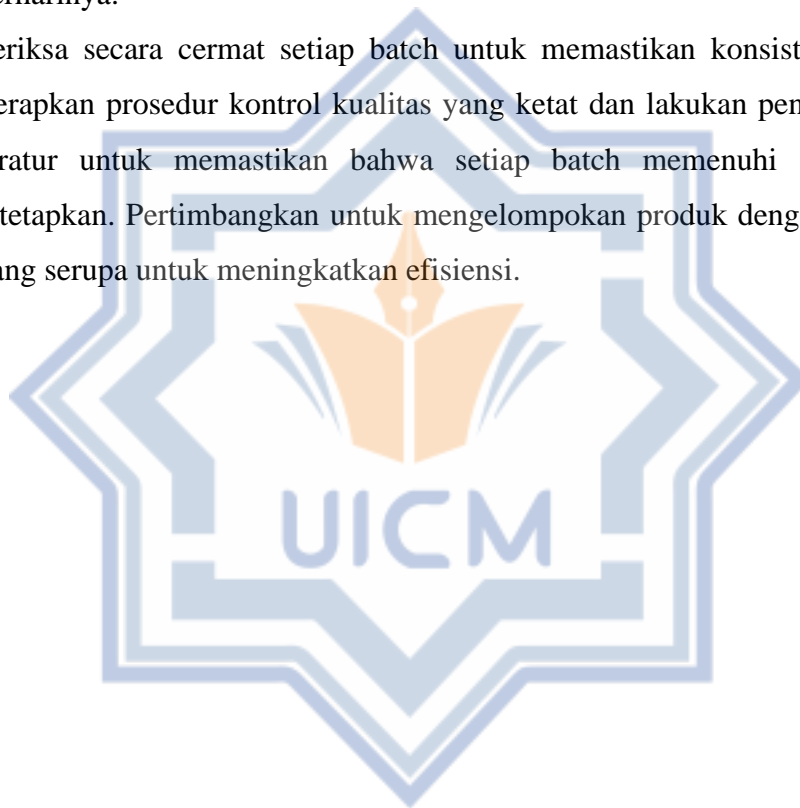 erharinya.
eriksa secara cermat setiap batch untuk memastikan konsist
erapkan prosedur kontrol kualitas yang ketat dan lakukan pen
ratur untuk memastikan bahwa setiap batch memenuhi
tetapkan. Pertimbangkan untuk mengelompokan produk deng
ang serupa untuk meningkatkan efisiensi.
UICM